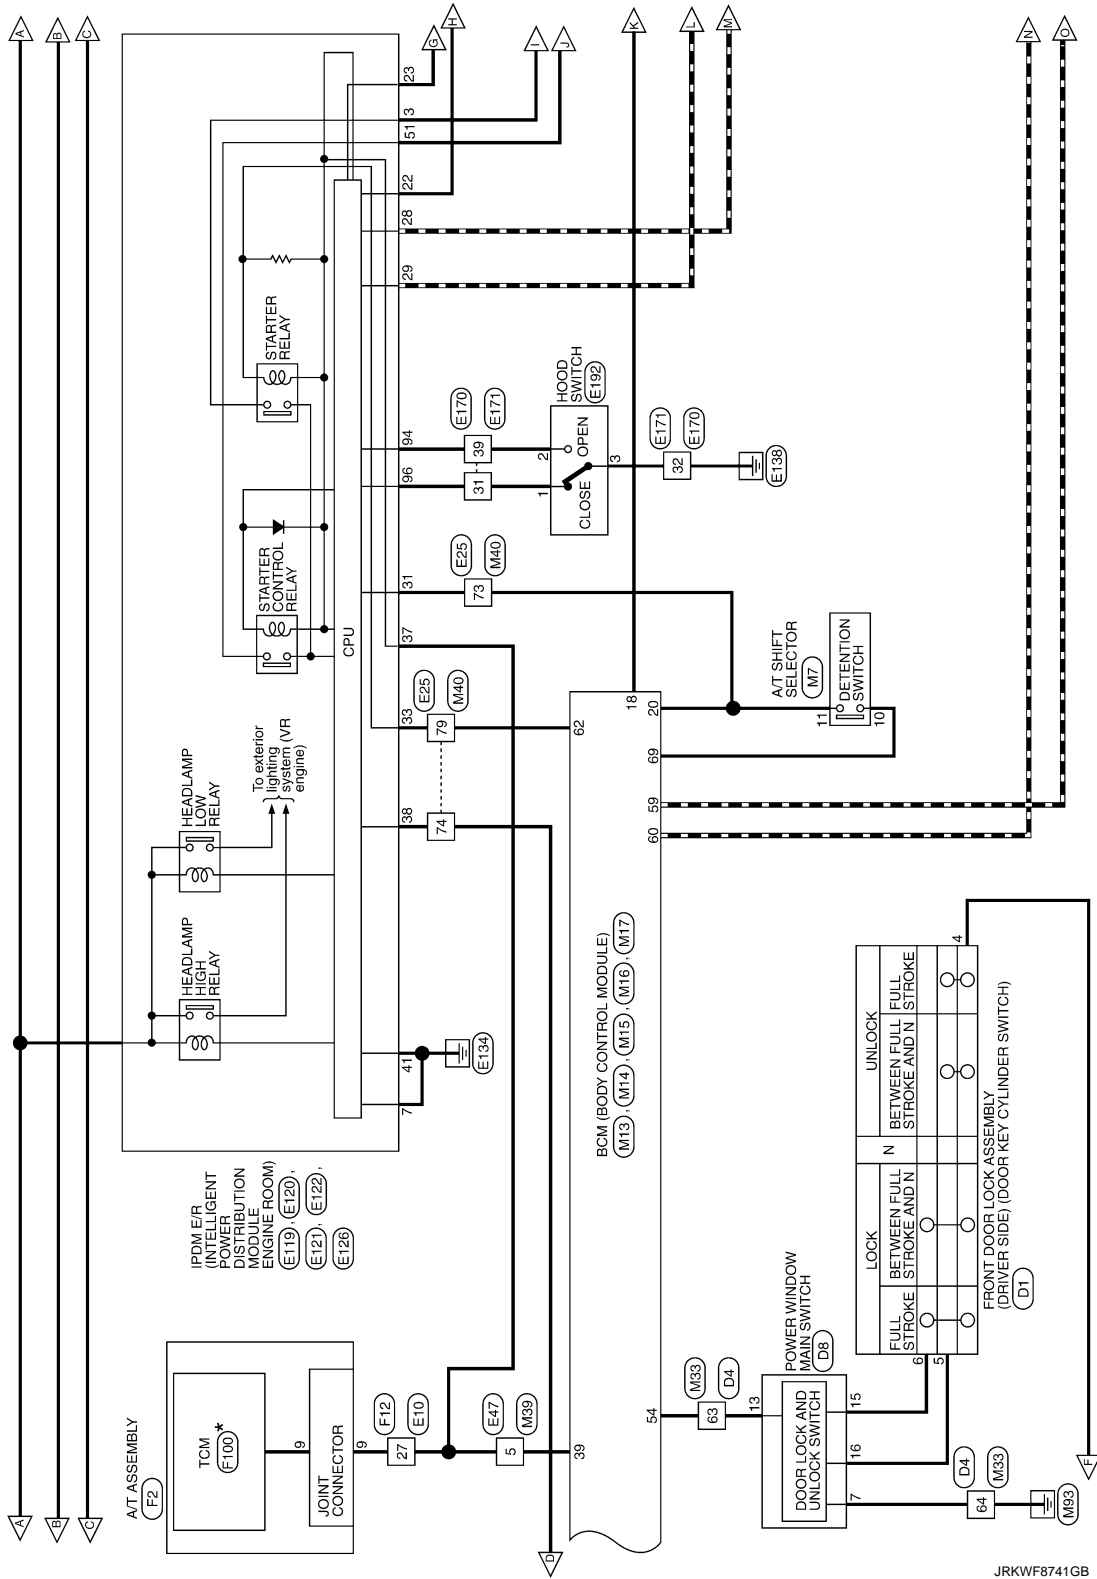 A
B
C
A/T ASSEMBLY
F2
TCM
F100
*
9
JOINT
CONNECTOR
9
27
F12
E10
5
E47
M39
39
IPDM E/R
(INTELLIGENT
POWER
DISTRIBUTION
MODULE
ENGINE ROOM)
E119, E120,
E121, E122,
E126
HEADLAMP
HIGH
RELAY
HEADLAMP
LOW
RELAY
To exterior
lighting
system (VR
engine)
STARTER
CONTROL
RELAY
STARTER
RELAY
CPU
7
41
E134
38
74
33
79
E25
M40
37
31
73
E25
M40
96
94
31
39
E170
E171
29
28
22
51
3
23
HOOD
SWITCH
E192
1
2
CLOSE
OPEN
3
32
E171
E170
E138
A
B
C
G
H
I
J
K
L
M
N
O
D
BCM (BODY CONTROL MODULE)
M13, M14, M15, M16, M17
62
18
20
69
59
60
54
A/T SHIFT
SELECTOR
M7
11
10
DETENTION
SWITCH
63
M33
D4
POWER WINDOW
MAIN SWITCH
D8
13
DOOR LOCK AND
UNLOCK SWITCH
7
16
15
64
D4
M33
M93
6
5
4
LOCK
N
UNLOCK
FULL
STROKE
BETWEEN FULL
STROKE AND N
BETWEEN FULL
STROKE AND N
FULL
STROKE
FRONT DOOR LOCK ASSEMBLY
(DRIVER SIDE) (DOOR KEY CYLINDER SWITCH)
D1
F
JRKWF8741GB